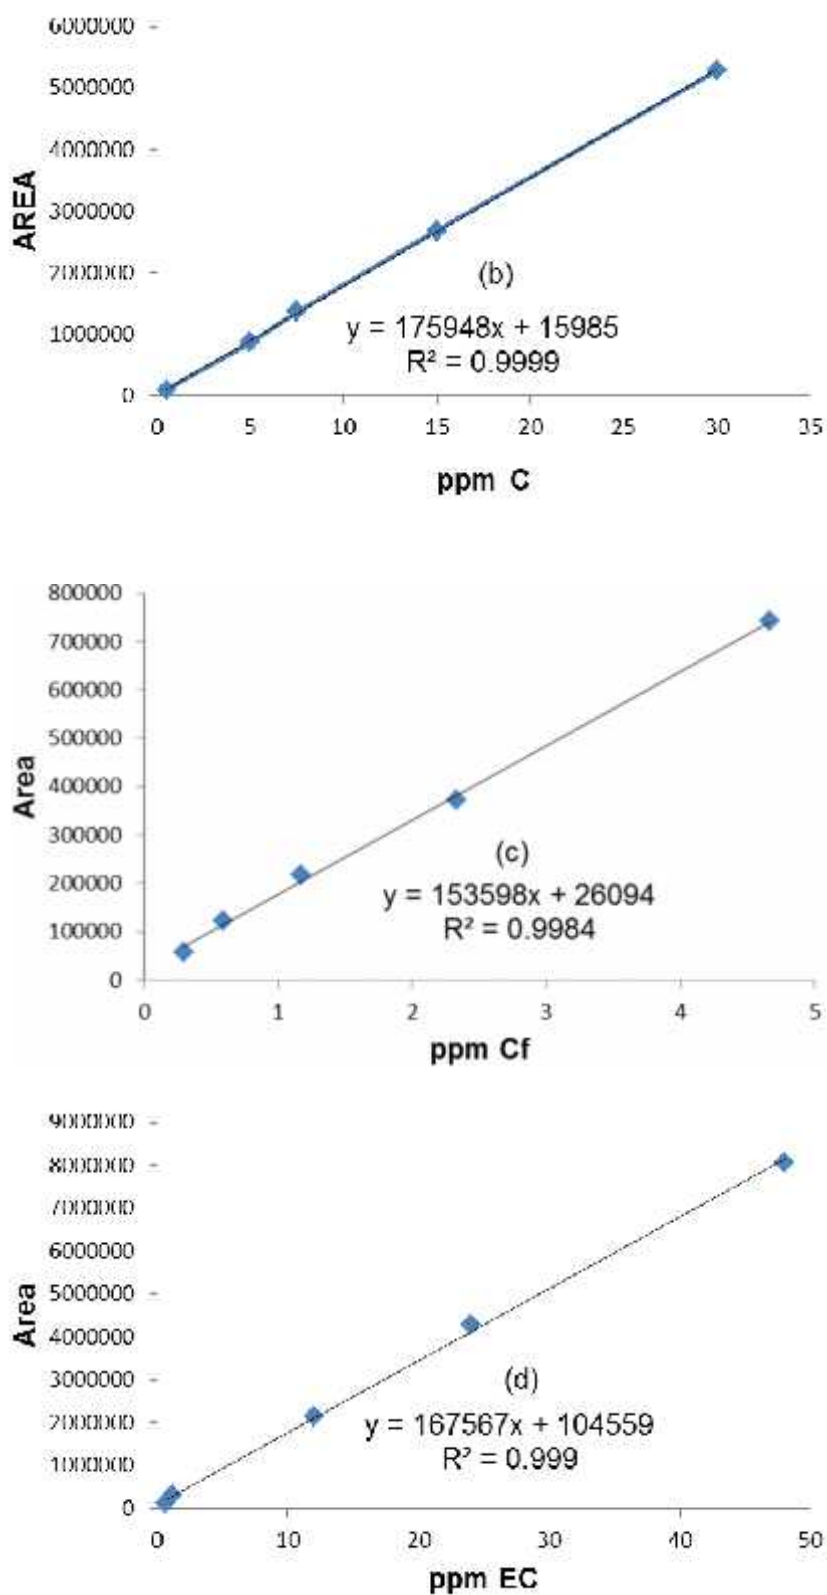 6000000
5000000
4000000
3000000
2000000
1000000
0
AREA
(b)
y = 175948x + 15985
R² = 0.9999
0 5 10 15 20 25 30 35
ppm C
800000
700000
600000
500000
400000
300000
200000
100000
0
Area
(c)
y = 153598x + 26094
R² = 0.9984
0 1 2 3 4 5
ppm Cf
9000000
8000000
7000000
6000000
5000000
4000000
3000000
2000000
1000000
0
Area
(d)
y = 167567x + 104559
R² = 0.999
0 10 20 30 40 50
ppm EC